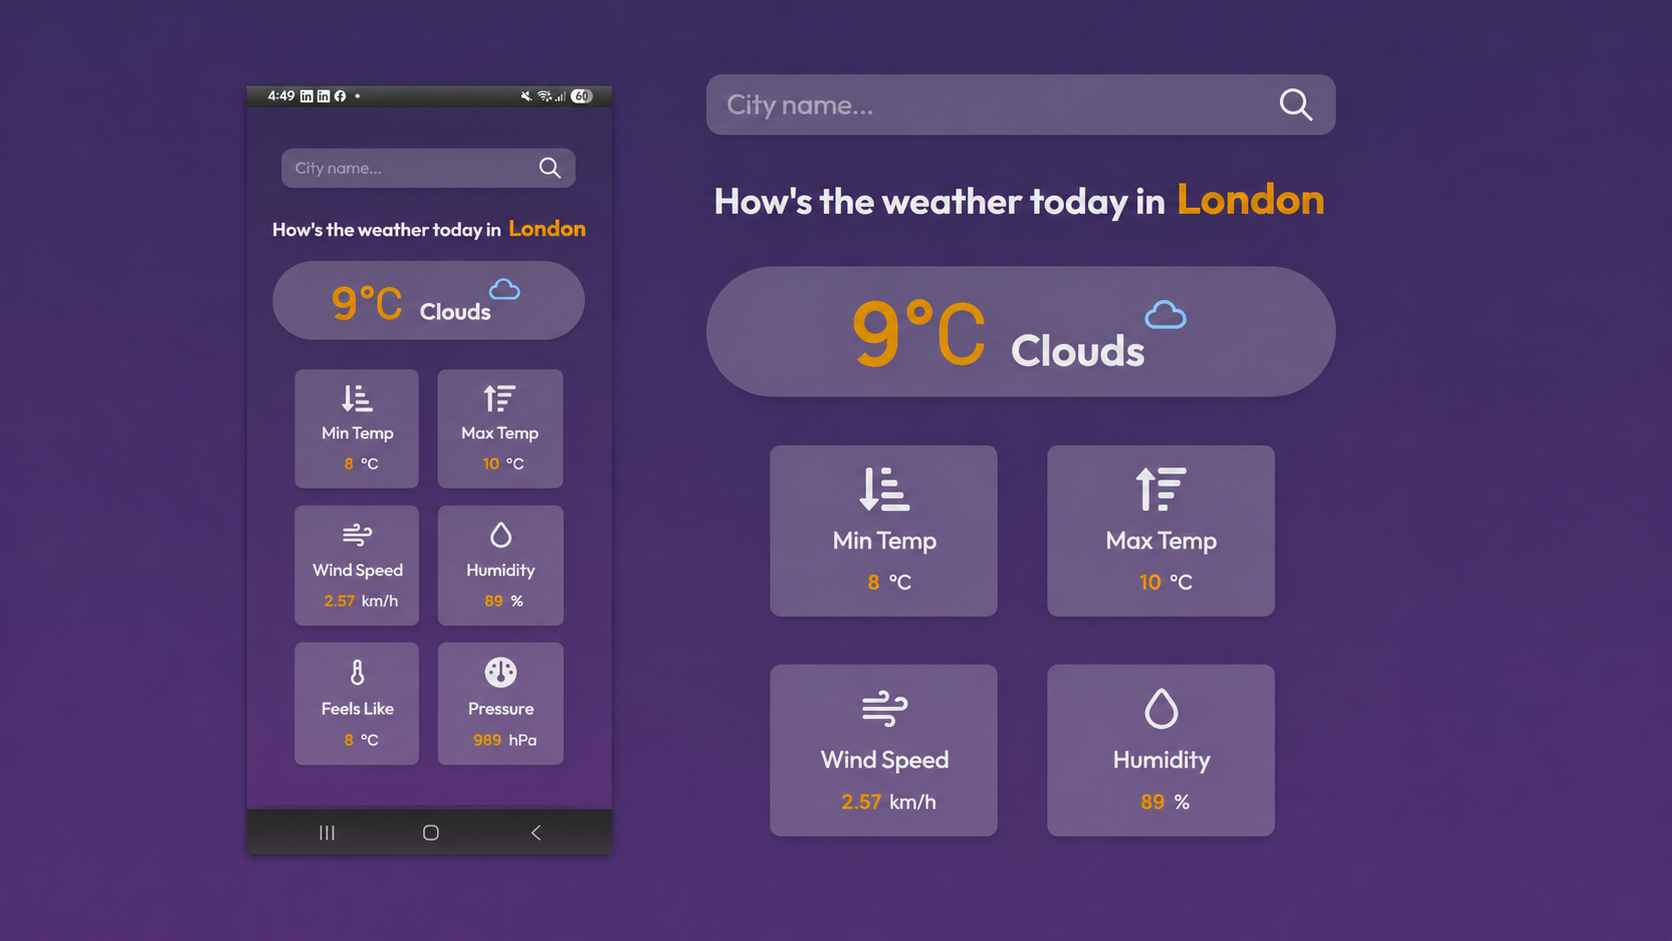 4:49 in in f • 60
City name...
How's the weather today in London
9°C Clouds
Min Temp
8 °C
Max Temp
10 °C
Wind Speed
2.57 km/h
Humidity
89 %
Feels Like
8 °C
Pressure
989 hPa
City name...
How's the weather today in London
9°C Clouds
Min Temp
8 °C
Max Temp
10 °C
Wind Speed
2.57 km/h
Humidity
89 %